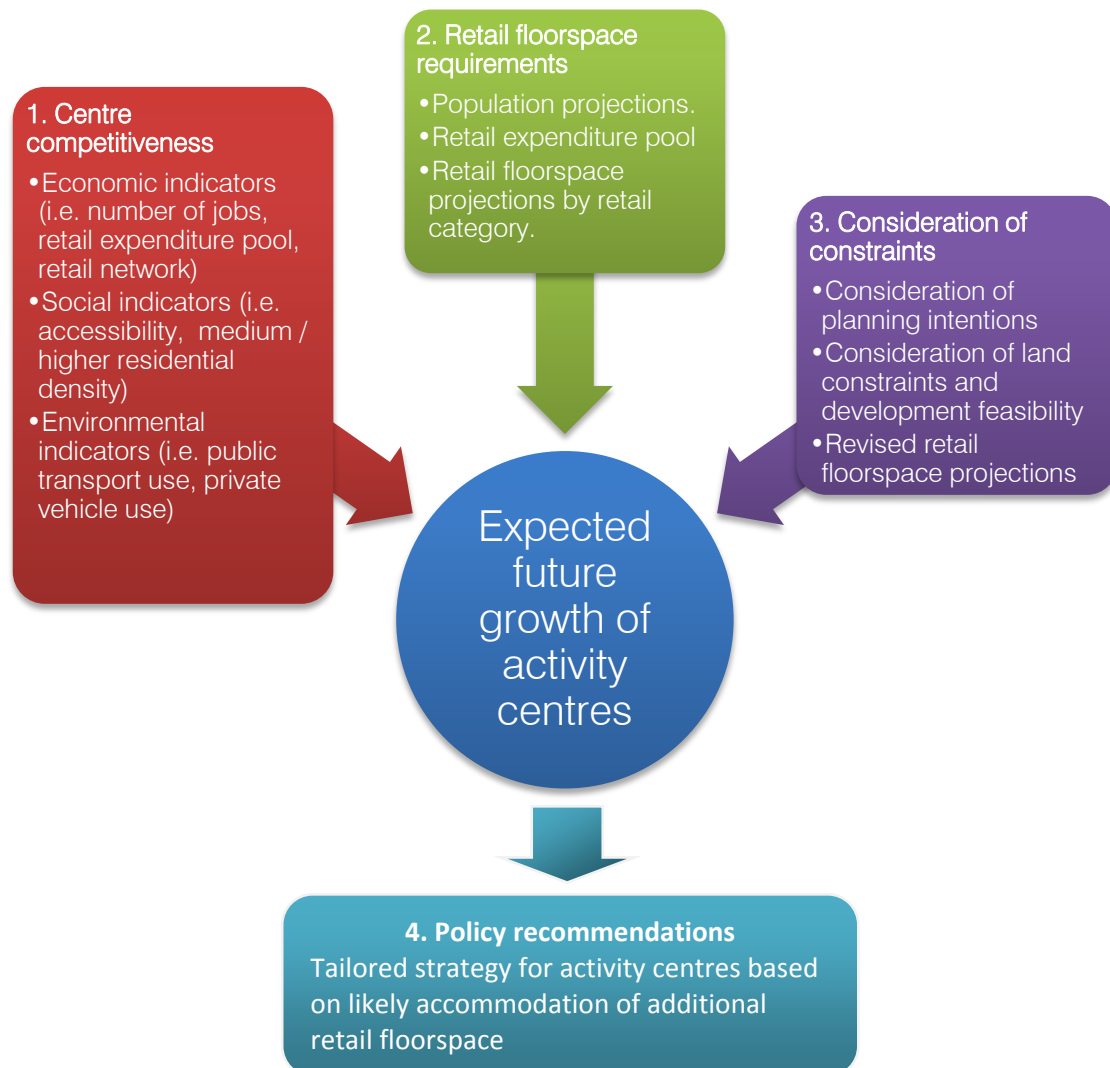 1. Centre
competitiveness
•Economic indicators
(i.e. number of jobs,
retail expenditure pool,
retail network)
•Social indicators (i.e.
accessibility, medium /
higher residential
density)
•Environmental
indicators (i.e. public
transport use, private
vehicle use)
2. Retail floorspace
requirements
•Population projections.
•Retail expenditure pool
•Retail floorspace
projections by retail
category.
3. Consideration of
constraints
•Consideration of
planning intentions
•Consideration of land
constraints and
development feasibility
•Revised retail
floorspace projections
Expected
future
growth of
activity
centres
4. Policy recommendations
Tailored strategy for activity centres based
on likely accommodation of additional
retail floorspace